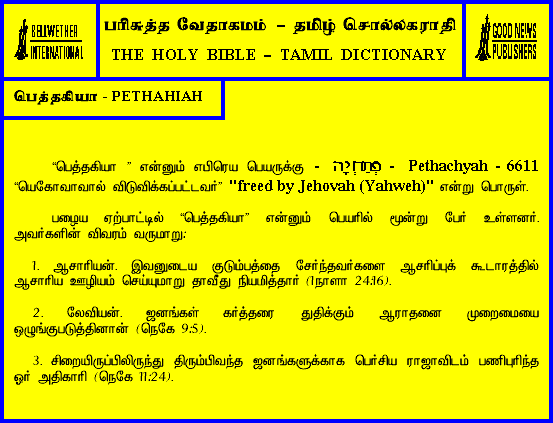 BELLWETHER
INTERNATIONAL
பரிசுத்த வேதாகமம் – தமிழ் சொல்லகராதி
THE HOLY BIBLE – TAMIL DICTIONARY
GOOD NEWS
PUBLISHERS
பெத்தகியா - PETHAHIAH
“பெத்தகியா ” என்னும் எபிரெய பெயருக்கு - פְּתַחְיָה - Pethachyah - 6611
“யெகோவாவால் விடுவிக்கப்பட்டவர்” "freed by Jehovah (Yahweh)" என்று பொருள்.
பழைய ஏற்பாட்டில் “பெத்தகியா” என்னும் பெயரில் மூன்று பேர் உள்ளனர்.
அவர்களின் விவரம் வருமாறு:
1. ஆசாரியன். இவனுடைய குடும்பத்தை சேர்ந்தவர்களை ஆசரிப்புக் கூடாரத்தில்
ஆசாரிய ஊழியம் செய்யுமாறு தாவீது நியமித்தார் (1நாளா 24:16).
2. லேவியன். ஜனங்கள் கர்த்தரை துதிக்கும் ஆராதனை முறைமையை
ஒழுங்குபடுத்தினான் (நெகே 9:5).
3. சிறையிருப்பிலிருந்து திரும்பிவந்த ஜனங்களுக்காக பெர்சிய ராஜாவிடம் பணிபுரிந்த
ஓர் அதிகாரி (நெகே 11:24).